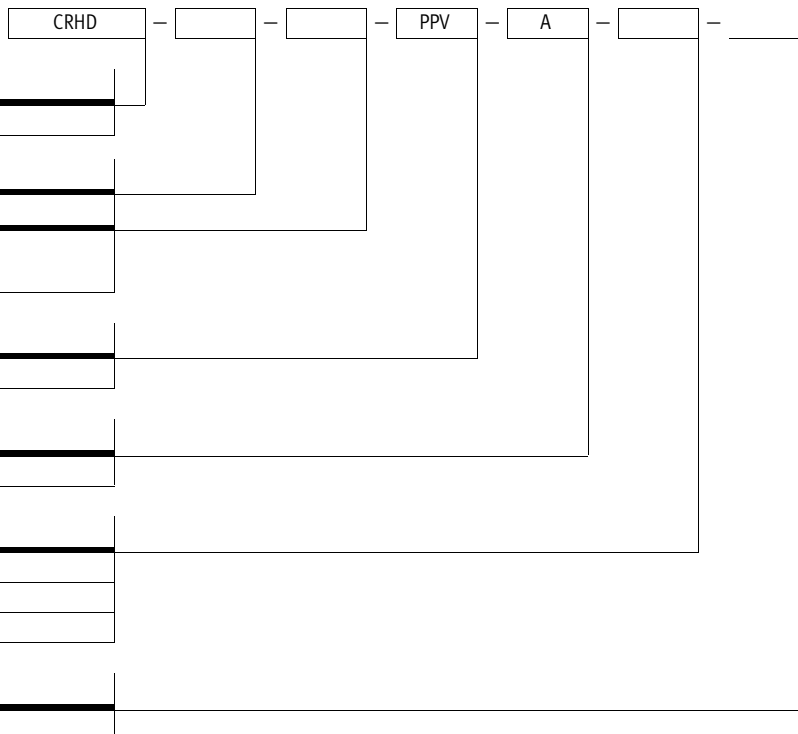 CRHD – – – PPV – A – –